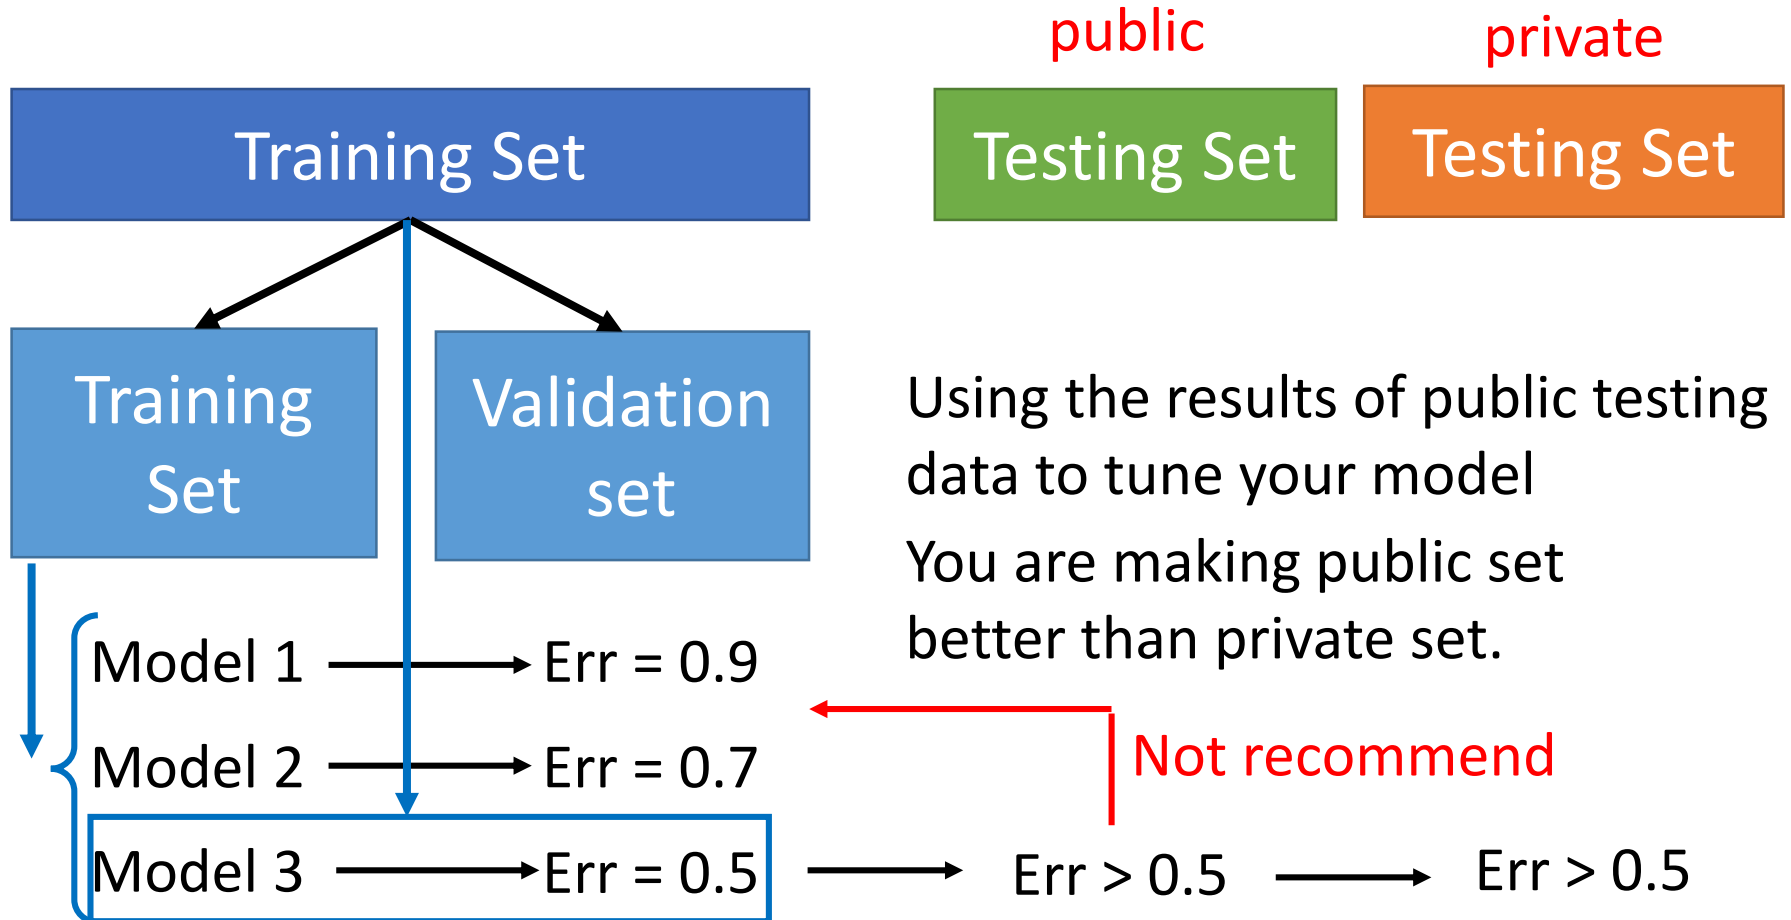 public
private
Training Set
Testing Set
Testing Set
Training
Set
Validation
set
Using the results of public testing
data to tune your model
You are making public set
better than private set.
Model 1
Err = 0.9
Model 2
Err = 0.7
Not recommend
Model 3
Err = 0.5
Err > 0.5
Err > 0.5